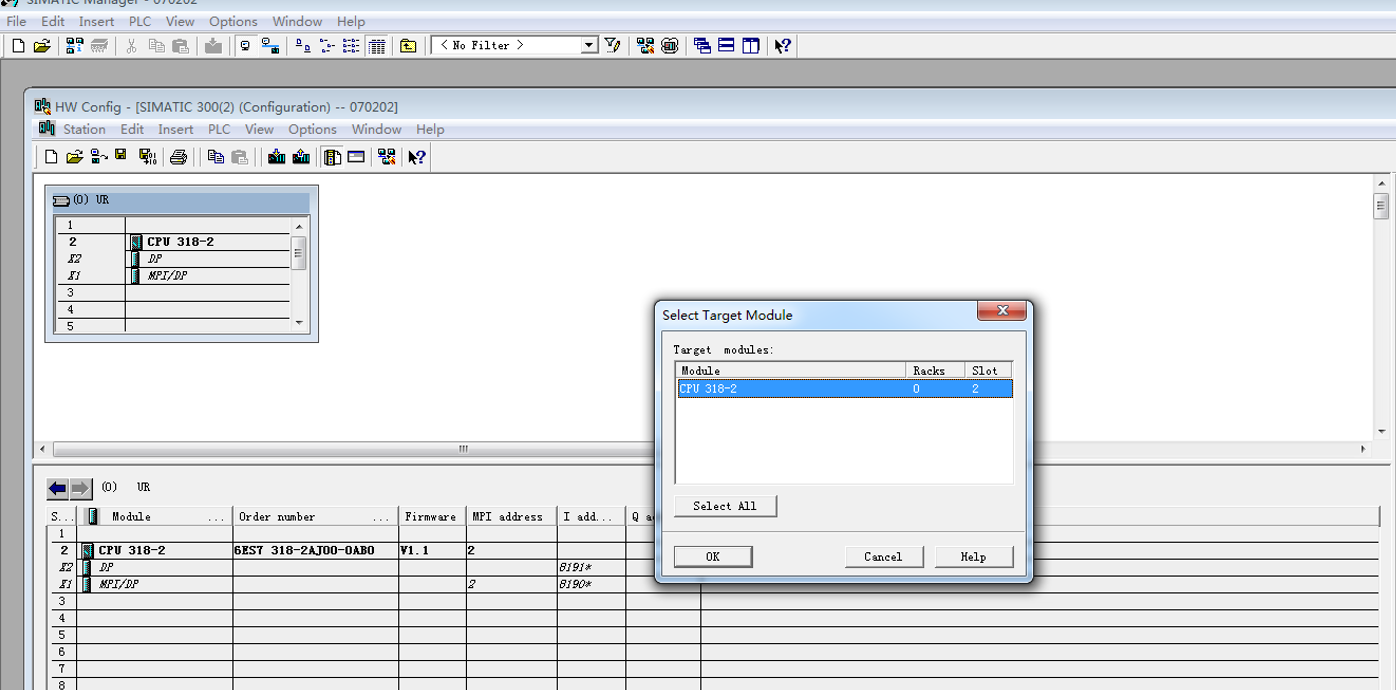 SIMATIC Manager - 070202
File Edit Insert PLC View Options Window Help
< No Filter >
HW Config - [SIMATIC 300(2) (Configuration) -- 070202]
Station Edit Insert PLC View Options Window Help
(0) UR
1
2 CPU 318-2
X2 DP
X1 MPI/DP
3
4
5
Select Target Module
Target modules:
Module Racks Slot
CPU 318-2 0 2
Select All
OK Cancel Help
(0) UR
S... Module ... Order number ... Firmware MPI address I add... Q a
1
2 CPU 318-2 6ES7 318-2AJ00-0AB0 V1.1 2
X2 DP 8191*
X1 MPI/DP 2 8190*
3
4
5
6
7
8